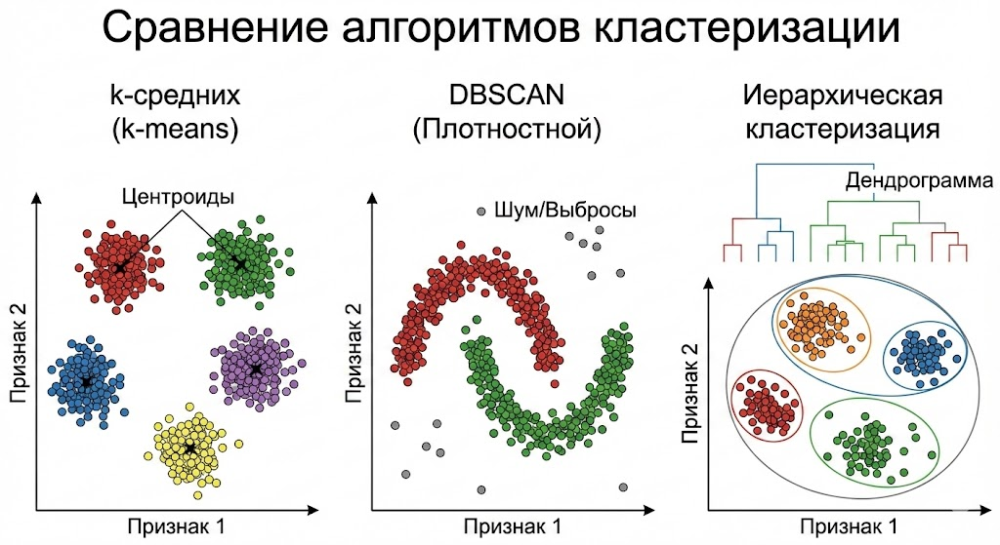 Сравнение алгоритмов кластеризации
k-средних
(k-means)
Центроиды
Признак 2
Признак 1
DBSCAN
(Плотностной)
Шум/Выбросы
Признак 2
Признак 1
Иерархическая
кластеризация
Дендрограмма
Признак 2
Признак 1